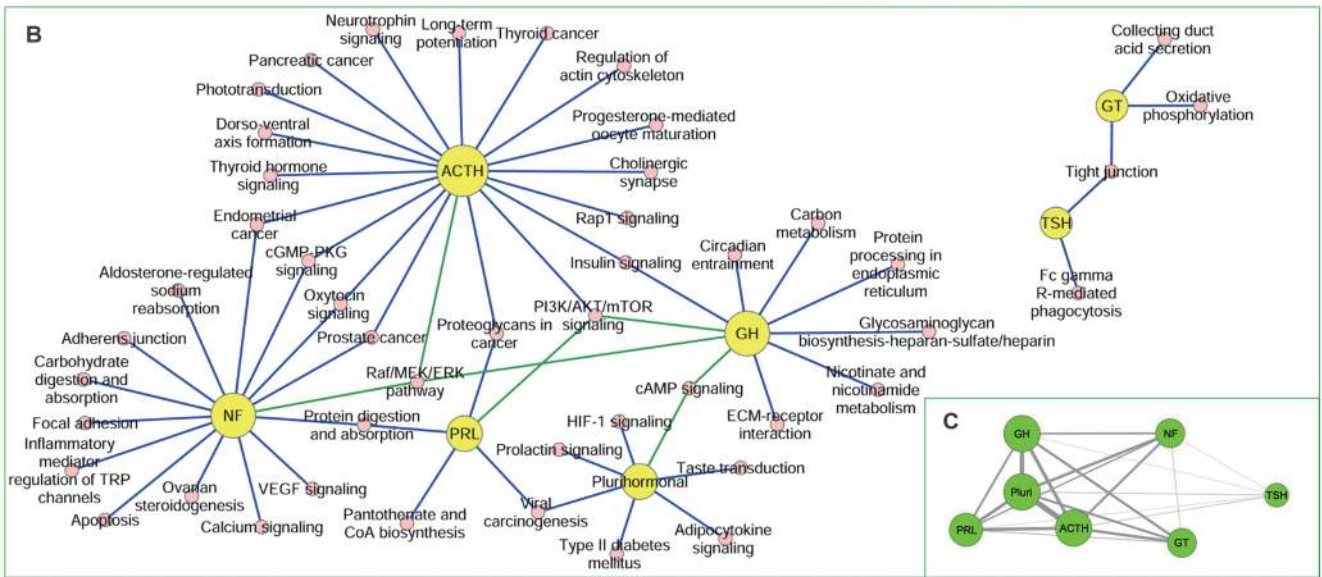 B
Neurotrophin
signaling
Long-term
potentiation
Thyroid cancer
Pancreatic cancer
Regulation of
actin cytoskeleton
Phototransduction
Dorso-ventral
axis formation
Progesterone-mediated
oocyte maturation
Thyroid hormone
signaling
ACTH
Cholinergic
synapse
Endometrial
cancer
Rap1 signaling
cGMP-PKG
signaling
Insulin signaling
Aldosterone-regulated
sodium
reabsorption
Oxytocin
signaling
PI3K/AKT/mTOR
signaling
Adherens junction
Prostate cancer
Proteoglycans in
cancer
Carbohydrate
digestion and
absorption
Raf/MEK/ERK
pathway
Focal adhesion
NF
Protein digestion
and absorption
PRL
Inflammatory
mediator
regulation of TRP
channels
Apoptosis
Ovarian
steroidogenesis
VEGF signaling
Calcium signaling
Pantothenate and
CoA biosynthesis
Viral
carcinogenesis
Circadian
entrainment
Carbon
metabolism
Protein
processing in
endoplasmic
reticulum
GH
Glycosaminoglycan
biosynthesis-heparan-sulfate/heparin
Nicotinate and
nicotinamide
metabolism
cAMP signaling
ECM-receptor
interaction
HIF-1 signaling
Prolactin signaling
Plurihormonal
Taste transduction
Type II diabetes
mellitus
Adipocytokine
signaling
Collecting duct
acid secretion
GT
Oxidative
phosphorylation
Tight junction
TSH
Fc gamma
R-mediated
phagocytosis
C
GH
NF
Pluri
TSH
PRL
ACTH
GT